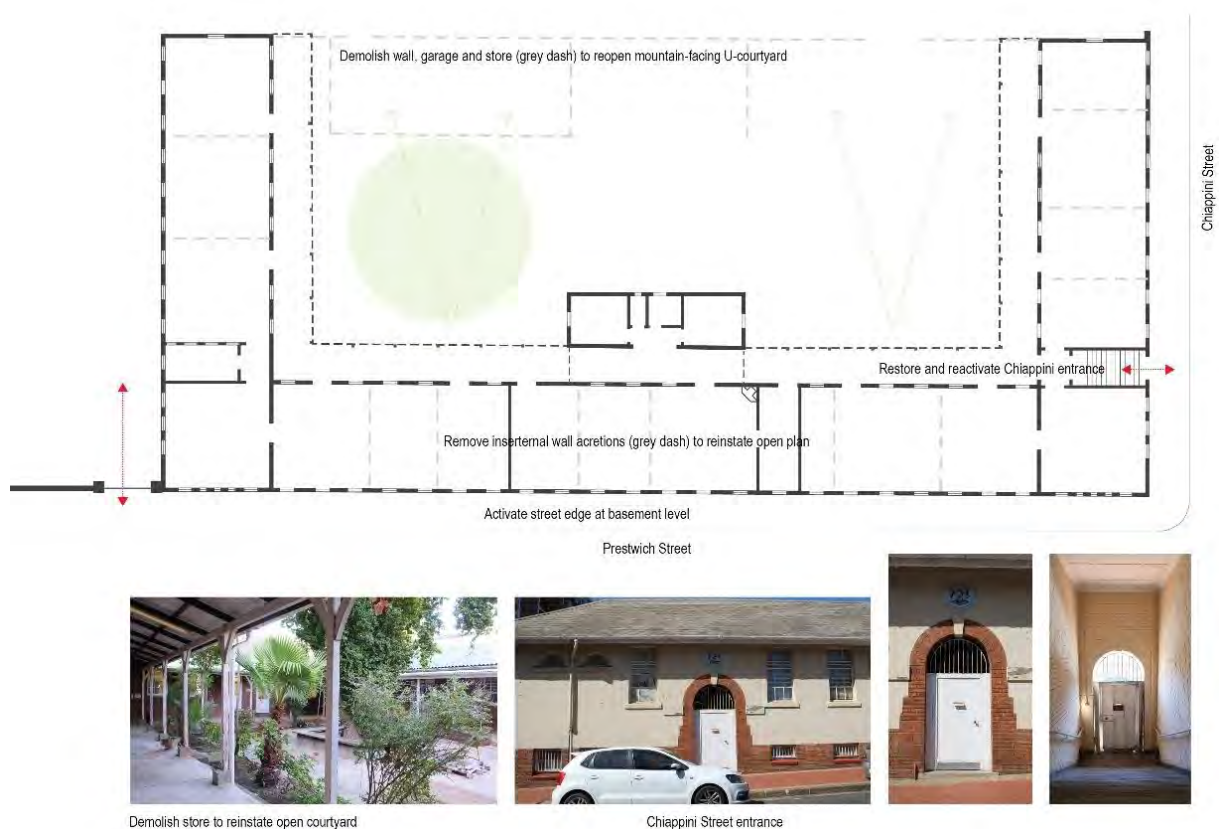 Demolish wall, garage and store (grey dash) to reopen mountain-facing U-courtyard
Chiappini Street
Restore and reactivate Chiappini entrance
Remove inserternal wall acretions (grey dash) to reinstate open plan
Activate street edge at basement level
Prestwich Street
Demolish store to reinstate open courtyard
Chiappini Street entrance